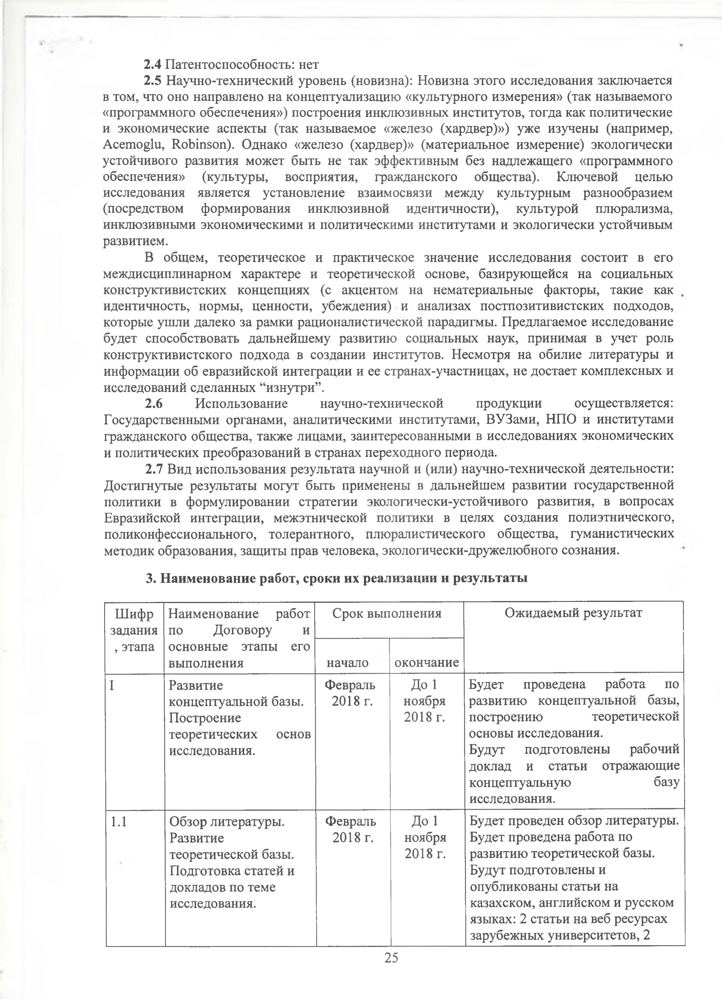 2.4 Патентоспособность: нет
2.5 Научно-технический уровень (новизна): Новизна этого исследования заключается
в том, что оно направлено на концептуализацию «культурного измерения» (так называемого
«программного обеспечения») построения инклюзивных институтов, тогда как политические
и экономические аспекты (так называемое «железо (хардвер)») уже изучены (например,
Acemoglu, Robinson). Однако «железо (хардвер)» (материальное измерение) экологически
устойчивого развития может быть не так эффективным без надлежащего «программного
обеспечения» (культуры, восприятия, гражданского общества). Ключевой целью
исследования является установление взаимосвязи между культурным разнообразием
(посредством формирования инклюзивной идентичности), культурой плюрализма,
инклюзивными экономическими и политическими институтами и экологически устойчивым
развитием.
В общем, теоретическое и практическое значение исследования состоит в его
междисциплинарном характере и теоретической основе, базирующейся на социальных
конструктивистских концепциях (с акцентом на нематериальные факторы, такие как
идентичность, нормы, ценности, убеждения) и анализах постпозитивистских подходов,
которые ушли далеко за рамки рационалистической парадигмы. Предлагаемое исследование
будет способствовать дальнейшему развитию социальных наук, принимая в учет роль
конструктивистского подхода в создании институтов. Несмотря на обилие литературы и
информации об евразийской интеграции и ее странах-участницах, не достает комплексных и
исследований сделанных “изнутри”.
2.6 Использование научно-технической продукции осуществляется:
Государственными органами, аналитическими институтами, ВУЗами, НПО и институтами
гражданского общества, также лицами, заинтересованными в исследованиях экономических
и политических преобразований в странах переходного периода.
2.7 Вид использования результата научной и (или) научно-технической деятельности:
Достигнутые результаты могут быть применены в дальнейшем развитии государственной
политики в формулировании стратегии экологически-устойчивого развития, в вопросах
Евразийской интеграции, межэтнической политики в целях создания полиэтнического,
поликонфессионального, толерантного, плюралистического общества, гуманистических
методик образования, защиты прав человека, экологически-дружелюбного сознания.
3. Наименование работ, сроки их реализации и результаты
Шифр
задания
, этапа
Наименование работ
по Договору и
основные этапы его
выполнения
Срок выполнения
начало
окончание
Ожидаемый результат
I
Развитие
концептуальной базы.
Построение
теоретических основ
исследования.
Февраль
2018 г.
До 1
ноября
2018 г.
Будет проведена работа по
развитию концептуальной базы,
построению теоретической
основы исследования.
Будут подготовлены рабочий
доклад и статьи отражающие
концептуальную базу
исследования.
1.1
Обзор литературы.
Развитие
теоретической базы.
Подготовка статей и
докладов по теме
исследования.
Февраль
2018 г.
До 1
ноября
2018 г.
Будет проведен обзор литературы.
Будет проведена работа по
развитию теоретической базы.
Будут подготовлены и
опубликованы статьи на
казахском, английском и русском
языках: 2 статьи на веб ресурсах
зарубежных университетов, 2
25